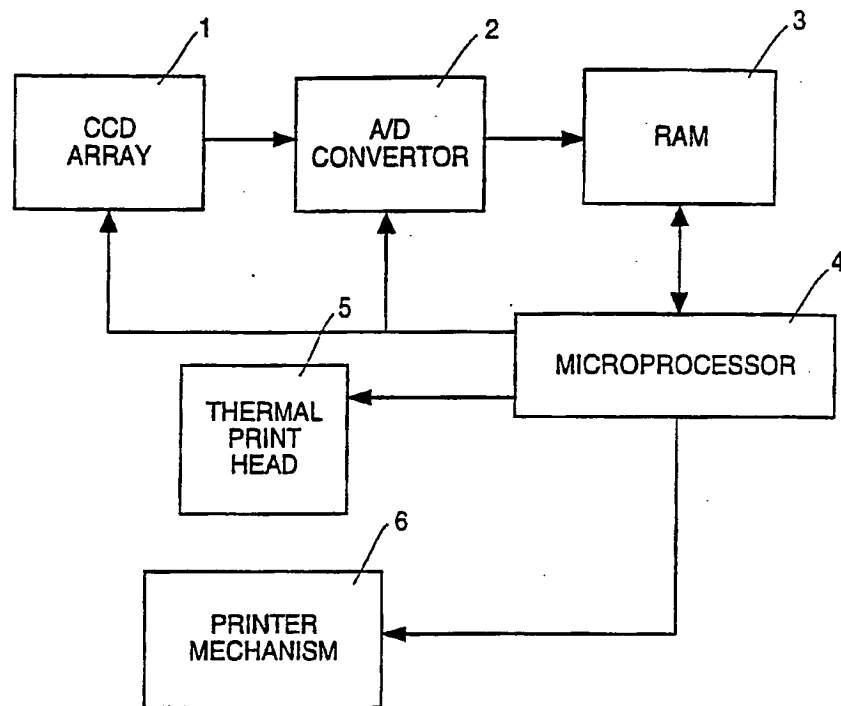 1
2
3
CCD
ARRAY
A/D
CONVERTOR
RAM
4
MICROPROCESSOR
5
THERMAL
PRINT
HEAD
6
PRINTER
MECHANISM